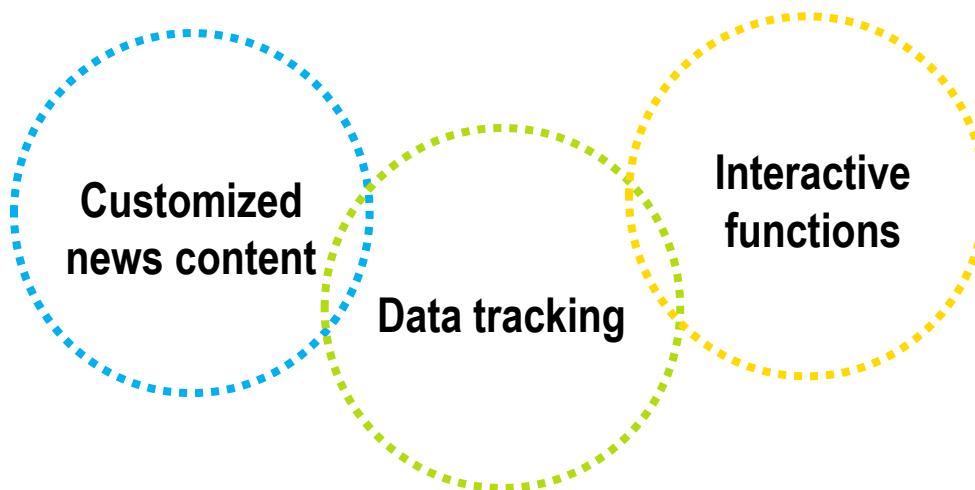 Customized
news content
Data tracking
Interactive
functions